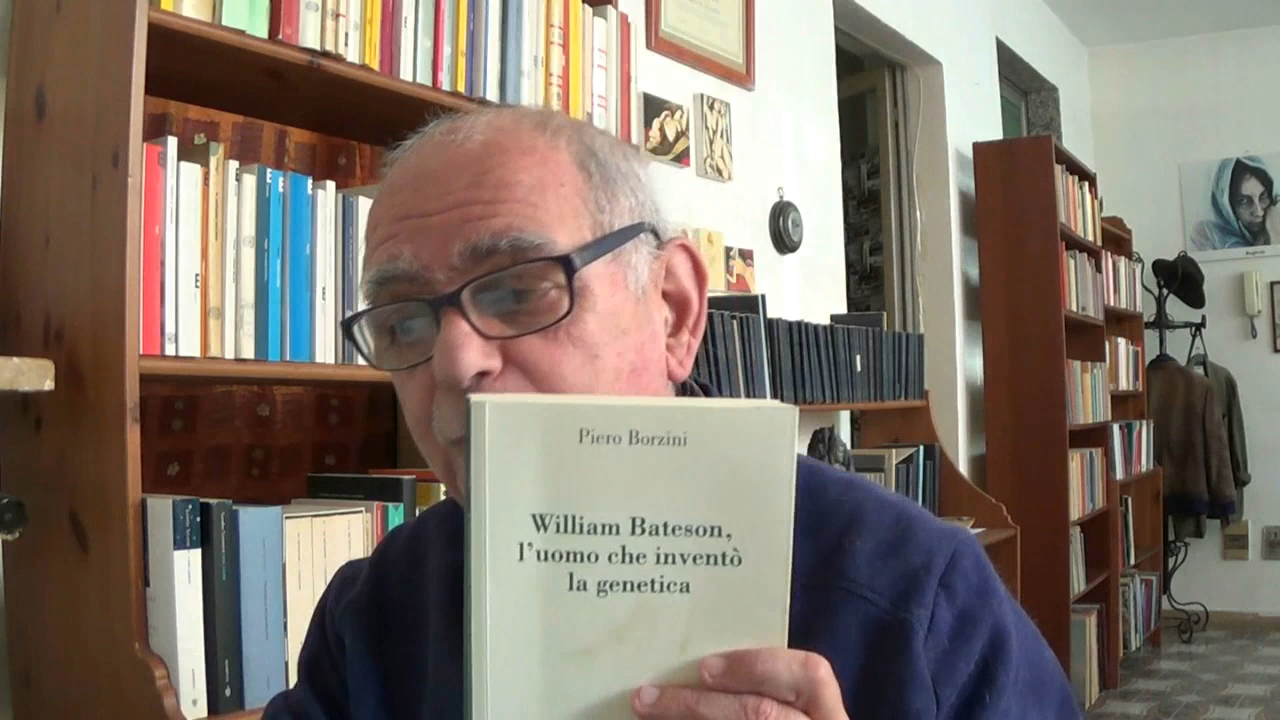 Piero Borzini
William Bateson,
l'uomo che inventò
la genetica